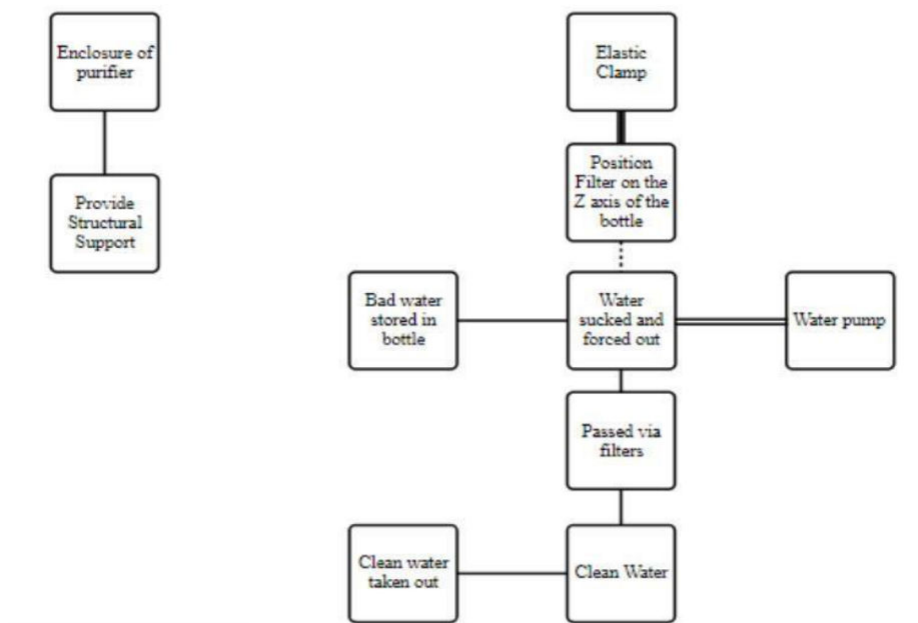 Enclosure of
purifier
Provide
Structural
Support
Elastic
Clamp
Position
Filter on the
Z axis of the
bottle
Bad water
stored in
bottle
Water
sucked and
forced out
Water pump
Passed via
filters
Clean water
taken out
Clean Water